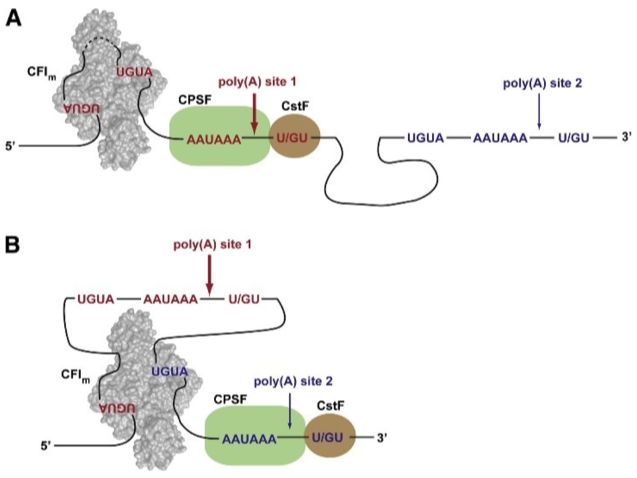 A
CFIm
UGUA
UGUA
poly(A) site 1
CPSF
CstF
AAUAAA
U/GU
5'
poly(A) site 2
UGUA
AAUAAA
U/GU
3'
B
poly(A) site 1
UGUA
AAUAAA
U/GU
CFIm
UGUA
UGUA
poly(A) site 2
CPSF
CstF
AAUAAA
U/GU
3'
5'